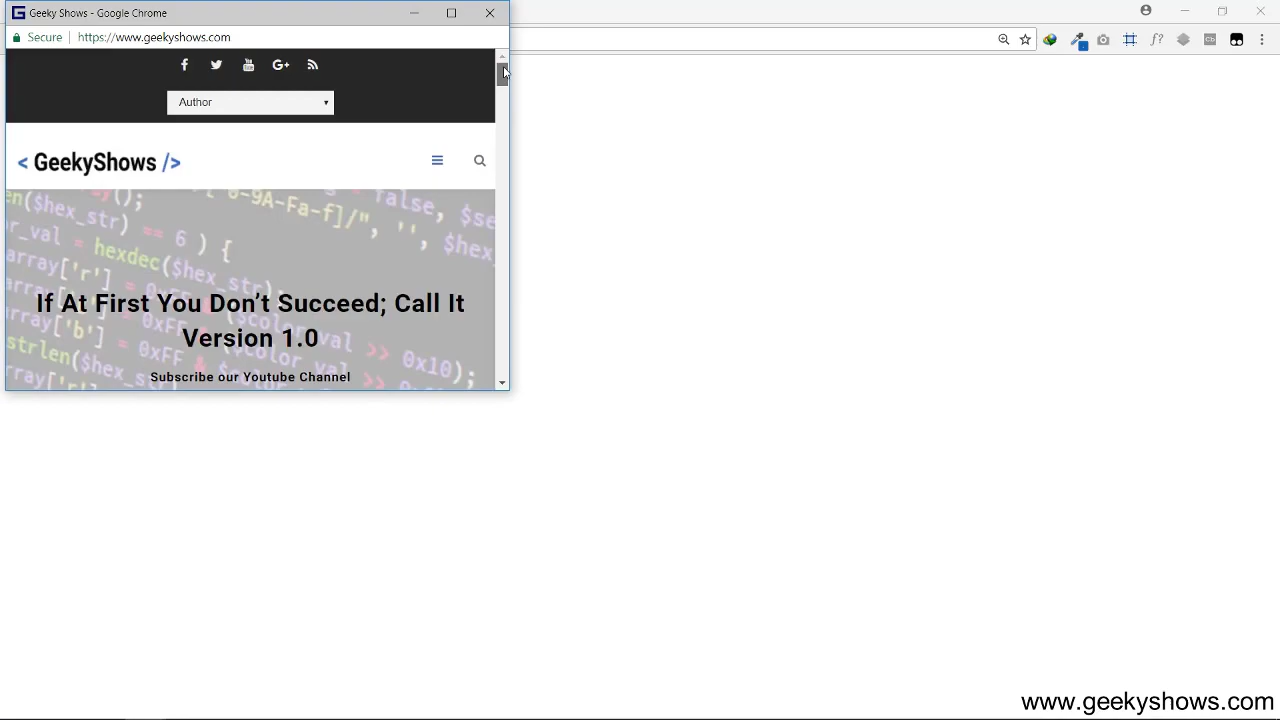 Geeky Shows - Google Chrome
Secure | https://www.geekyshows.com
Author
< GeekyShows />
If At First You Don't Succeed; Call It
Version 1.0
Subscribe our Youtube Channel
www.geekyshows.com